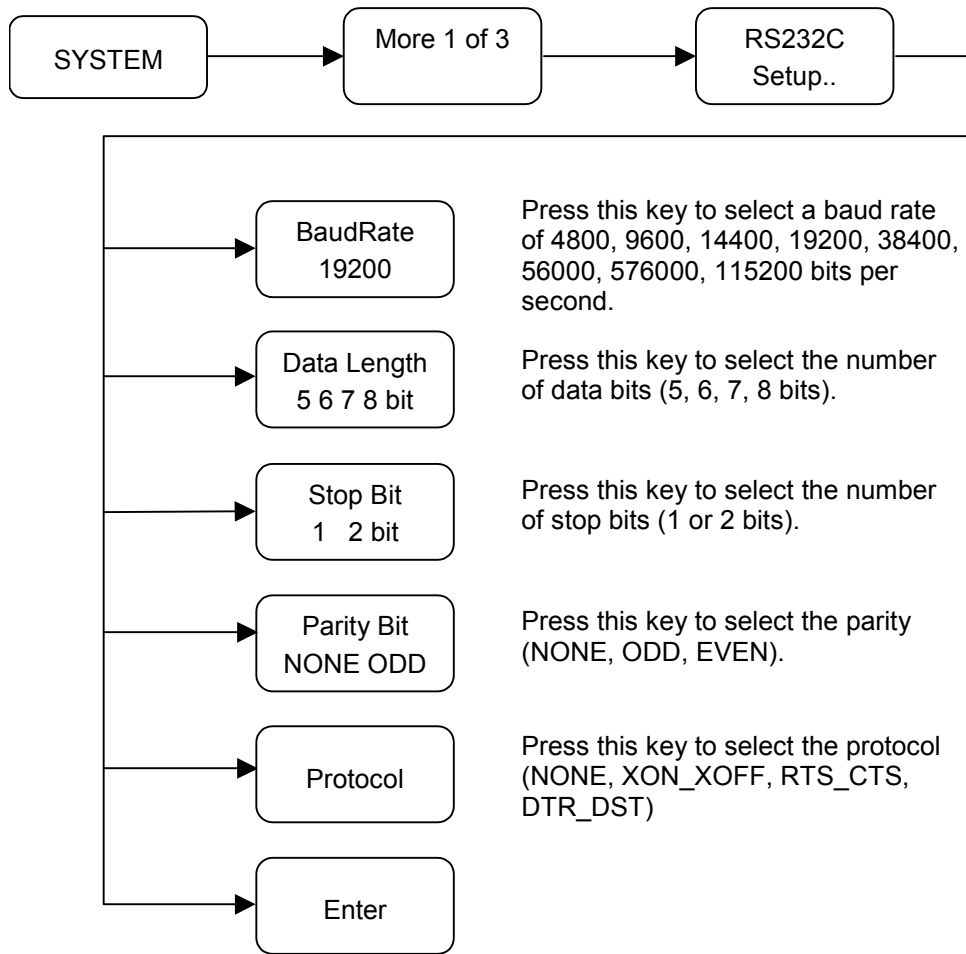 SYSTEM
More 1 of 3
RS232C
Setup..
BaudRate
19200
Press this key to select a baud rate
of 4800, 9600, 14400, 19200, 38400,
56000, 576000, 115200 bits per
second.
Data Length
5 6 7 8 bit
Press this key to select the number
of data bits (5, 6, 7, 8 bits).
Stop Bit
1 2 bit
Press this key to select the number
of stop bits (1 or 2 bits).
Parity Bit
NONE ODD
Press this key to select the parity
(NONE, ODD, EVEN).
Protocol
Press this key to select the protocol
(NONE, XON_XOFF, RTS_CTS,
DTR_DST)
Enter